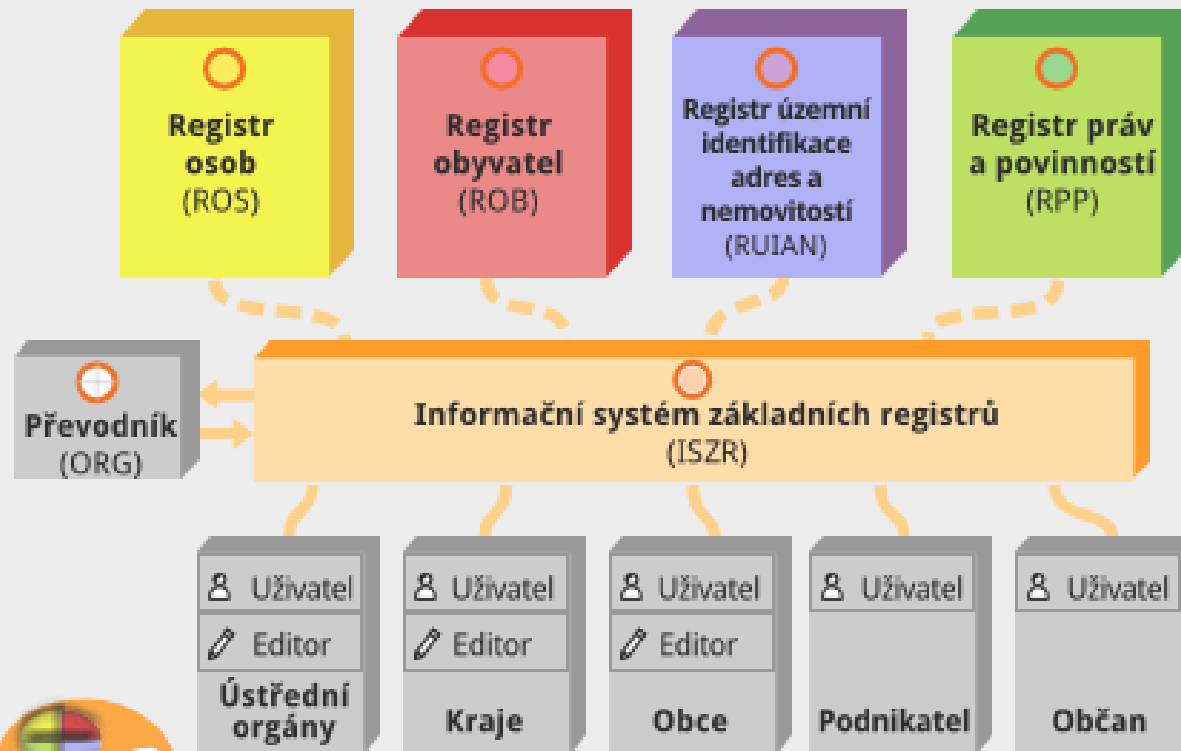 Registr
osob
(ROS)
Registr
obyvatel
(ROB)
Registr územní
identifikace
adres a
nemovitostí
(RUIAN)
Registr práv
a povinností
(RPP)
Převodník
(ORG)
Informační systém základních registrů
(ISZR)
Uživatel
Editor
Ústřední
orgány
Uživatel
Editor
Kraje
Uživatel
Editor
Obce
Uživatel
Podnikatel
Uživatel
Občan